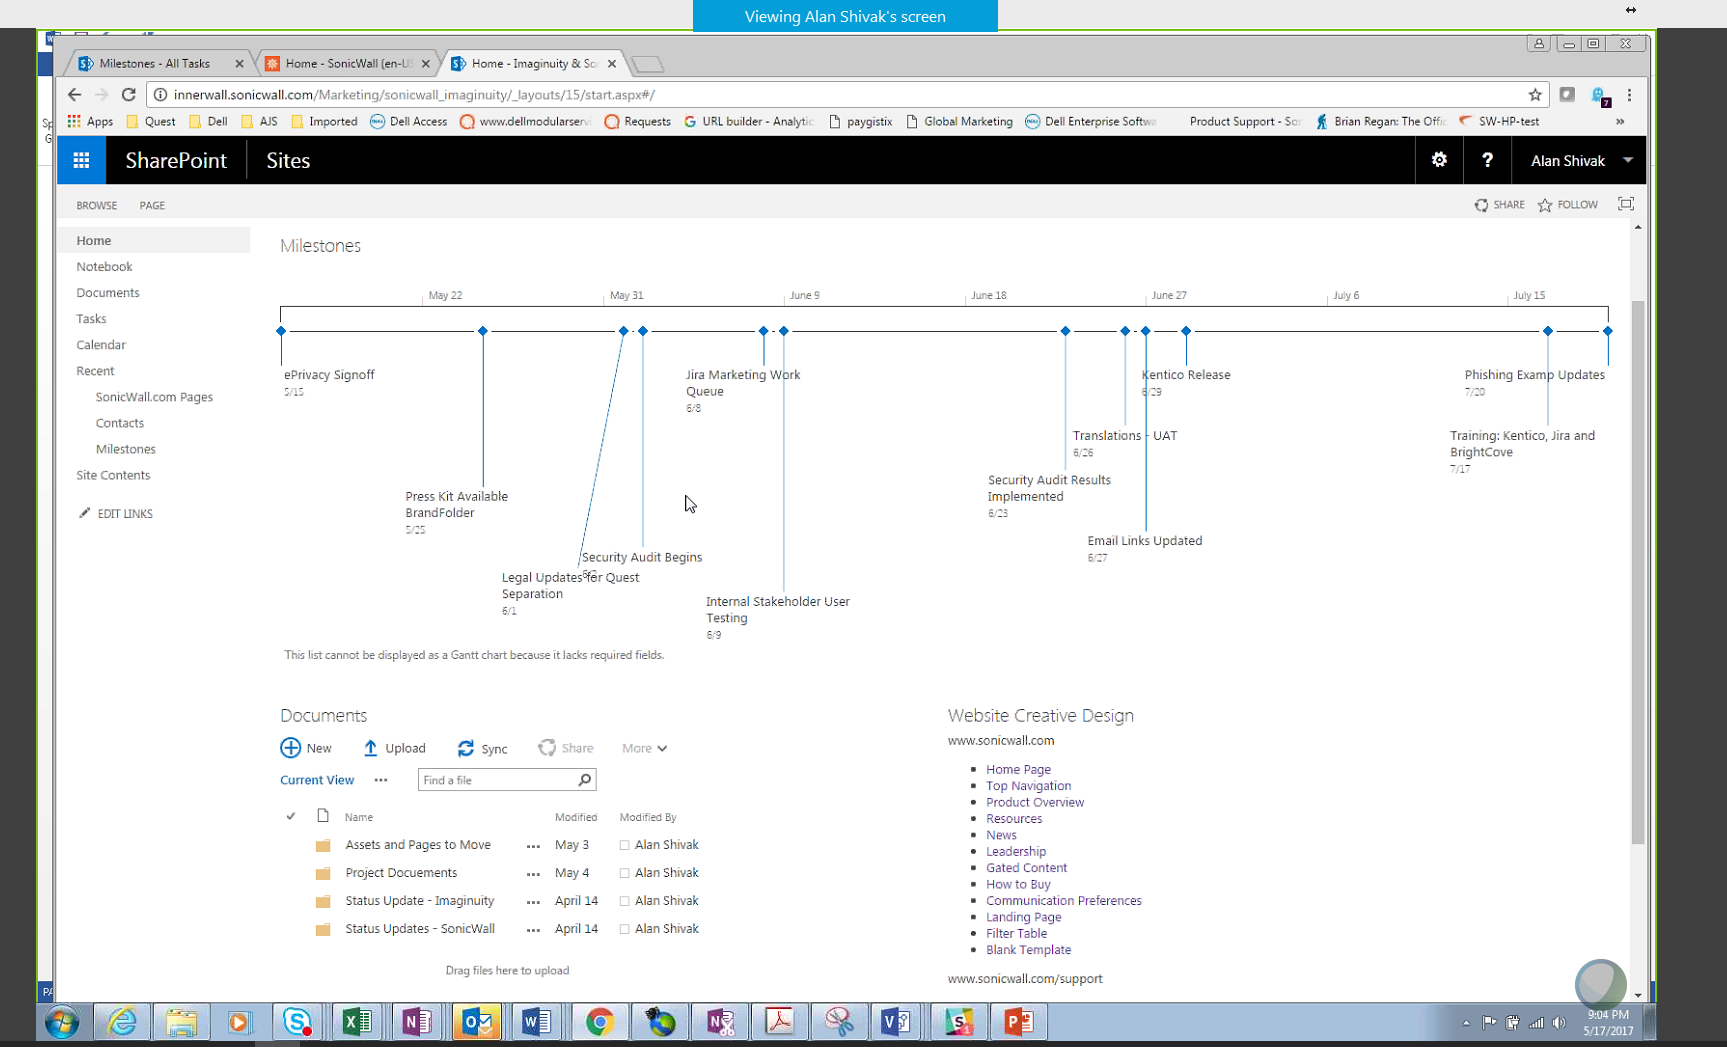 Viewing Alan Shivak's screen
Milestones - All Tasks
Home - SonicWall (en-US
Home - Imaginuity & So
innerwall.sonicwall.com/Marketing/sonicwall_imaginuity/_layouts/15/start.aspx#/
7
Apps Quest Dell AJS Imported Dell Access www.dellmodularservi Requests URL builder - Analytic paygistix Global Marketing Dell Enterprise Softwa Product Support - Son Brian Regan: The Offic SW-HP-test »
SharePoint Sites ? Alan Shivak
BROWSE PAGE SHARE FOLLOW
Home
Notebook
Documents
Tasks
Calendar
Recent
SonicWall.com Pages
Contacts
Milestones
Site Contents
EDIT LINKS
Milestones
May 22 May 31 June 9 June 18 June 27 July 6 July 15
ePrivacy Signoff
5/15
Press Kit Available
BrandFolder
5/25
Legal Updates for Quest
Separation
6/1
Security Audit Begins
6/2
Jira Marketing Work
Queue
6/8
Internal Stakeholder User
Testing
6/9
Security Audit Results
Implemented
6/23
Translations - UAT
6/26
Email Links Updated
6/27
Kentico Release
6/29
Training: Kentico, Jira and
BrightCove
7/17
Phishing Examp Updates
7/20
This list cannot be displayed as a Gantt chart because it lacks required fields.
Documents
New Upload Sync Share More
Current View ••• Find a file
Name Modified Modified By
Assets and Pages to Move ••• May 3 Alan Shivak
Project Docuements ••• May 4 Alan Shivak
Status Update - Imaginuity ••• April 14 Alan Shivak
Status Updates - SonicWall ••• April 14 Alan Shivak
Drag files here to upload
Website Creative Design
www.sonicwall.com
Home Page
Top Navigation
Product Overview
Resources
News
Leadership
Gated Content
How to Buy
Communication Preferences
Landing Page
Filter Table
Blank Template
www.sonicwall.com/support
9:04 PM
5/17/2017